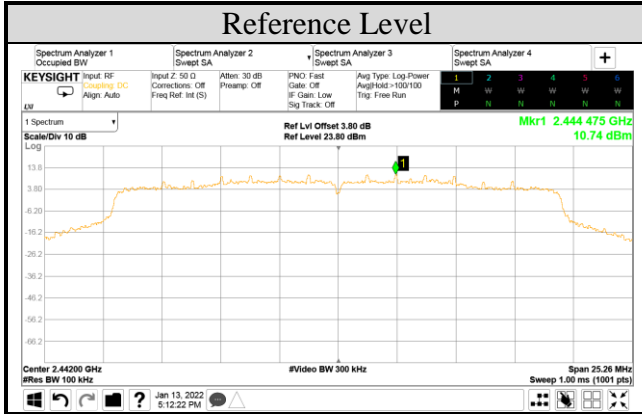 Reference Level
Spectrum Analyzer 1 Spectrum Analyzer 2 Spectrum Analyzer 3 Spectrum Analyzer 4
Occupied BW Swept SA Swept SA Swept SA
+
KEYSIGHT Input: RF Input Z: 50 Ω Atten: 30 dB PNO: Fast Avg Type: Log-Power 1 2 3 4 5 6
Coupling: DC Corrections: Off Preamp: Off Gate: Off Avg|Hold:>100/100 M W W W W W
Align: Auto Freq Ref: Int (S) IF Gain: Low Trig: Free Run
Sig Track: Off P N N N N N
LXI
1 Spectrum Ref Lvl Offset 3.80 dB Mkr1 2.444 475 GHz
Scale/Div 10 dB Ref Level 23.80 dBm 10.74 dBm
Log
1
13.8
3.80
-6.20
-16.2
-26.2
-36.2
-46.2
-56.2
-66.2
Center 2.44200 GHz #Video BW 300 kHz Span 25.26 MHz
#Res BW 100 kHz Sweep 1.00 ms (1001 pts)
? Jan 13, 2022
5:12:22 PM